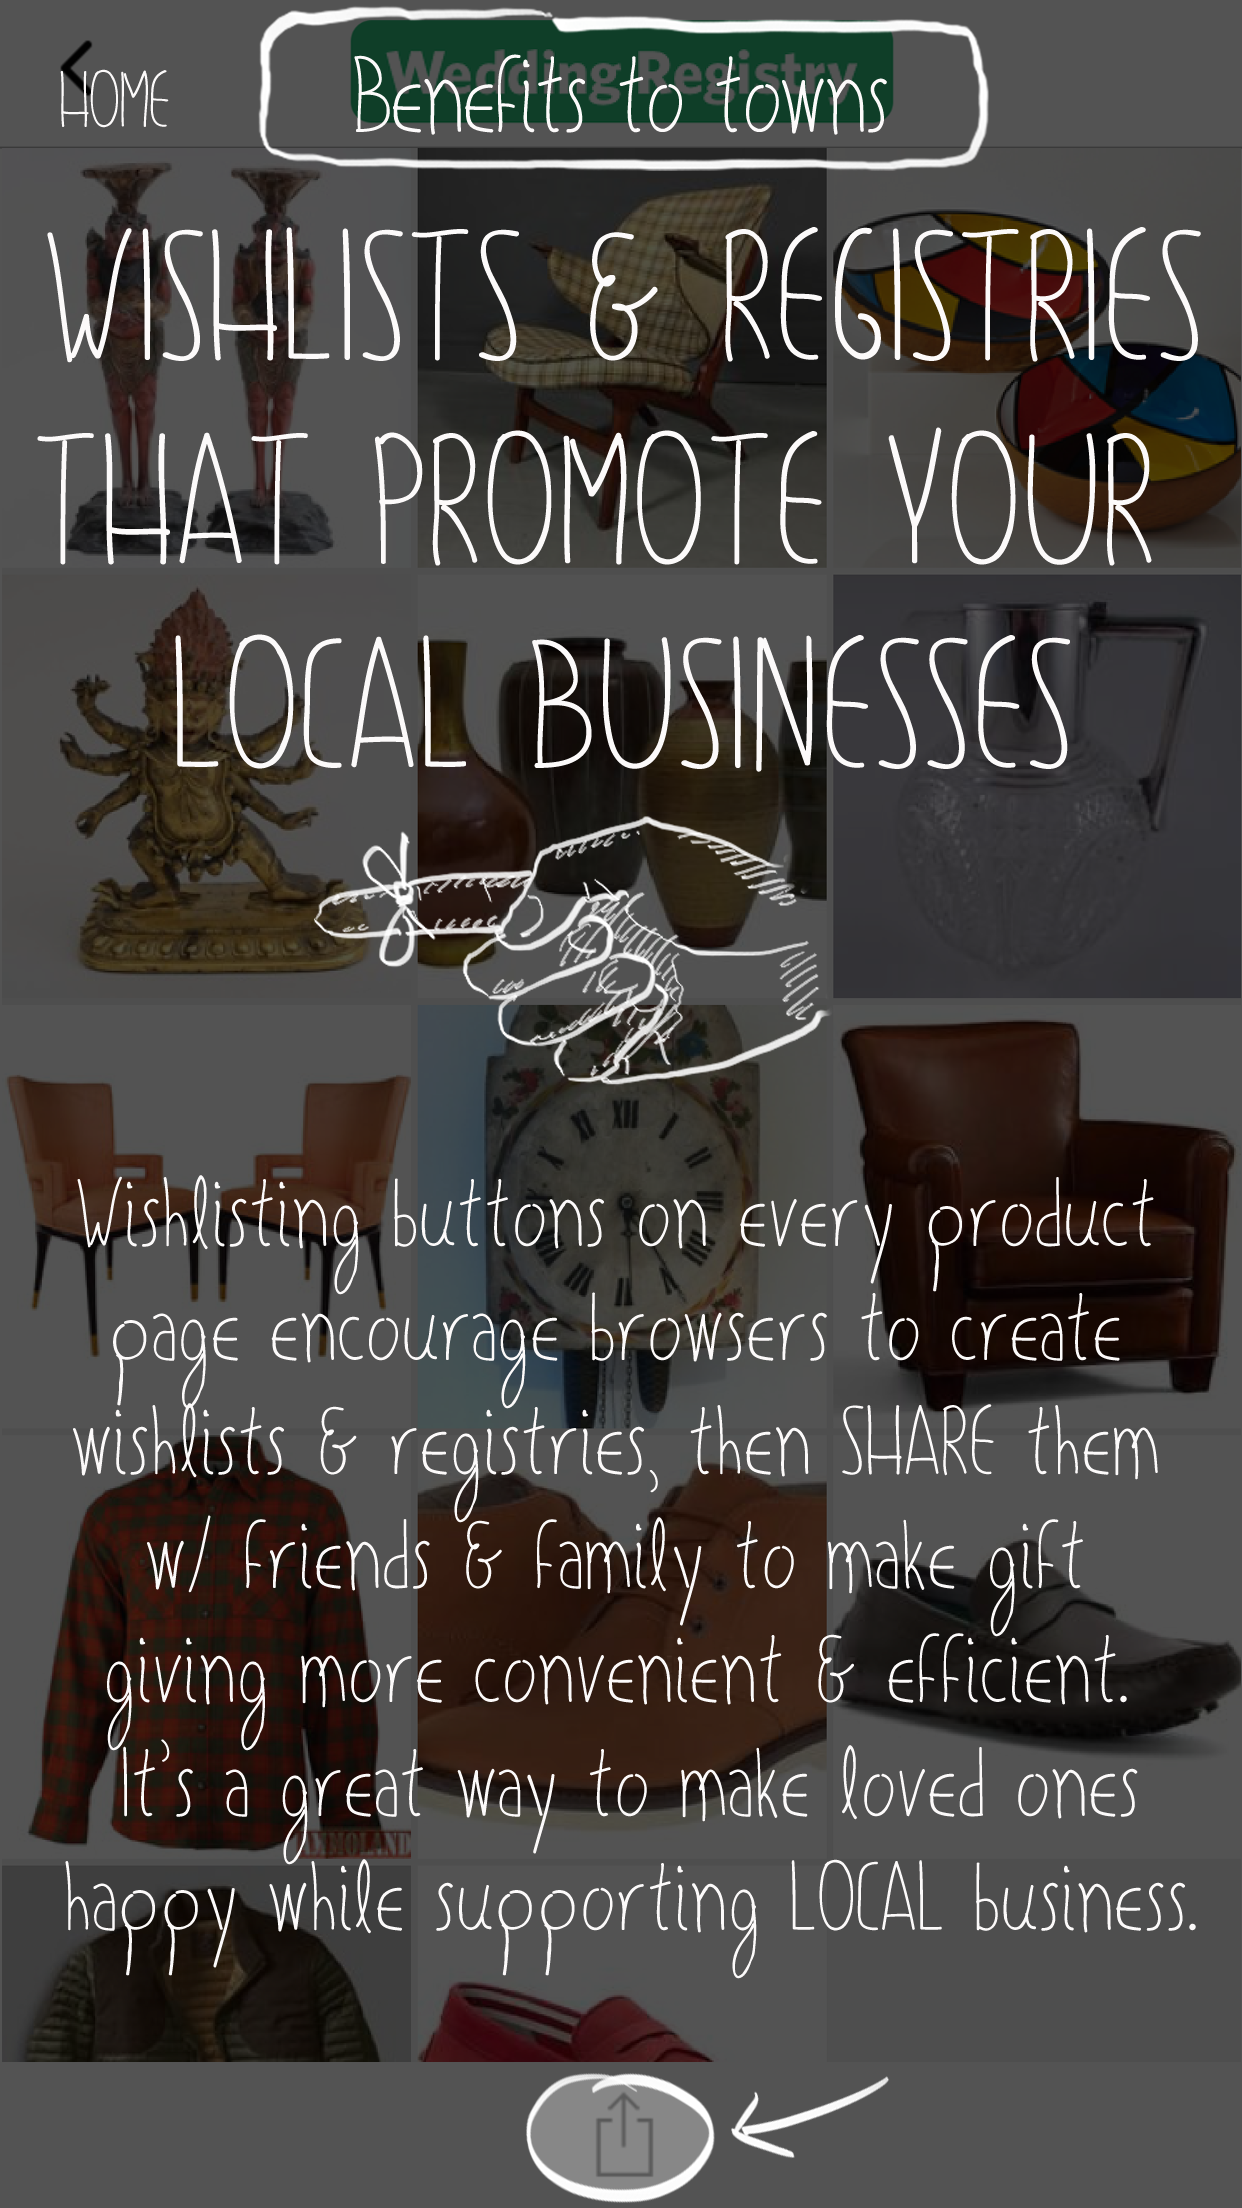 Wedding Registry
HOME
Benefits to towns
WISHLISTS & REGISTRIES
THAT PROMOTE YOUR
LOCAL BUSINESSES
XII
Wishlisting buttons on every product
page encourage browsers to create
wishlists & registries, then SHARE them
w/ friends & family to make gift
giving more convenient & efficient.
It's a great way to make loved ones
happy while supporting LOCAL business.